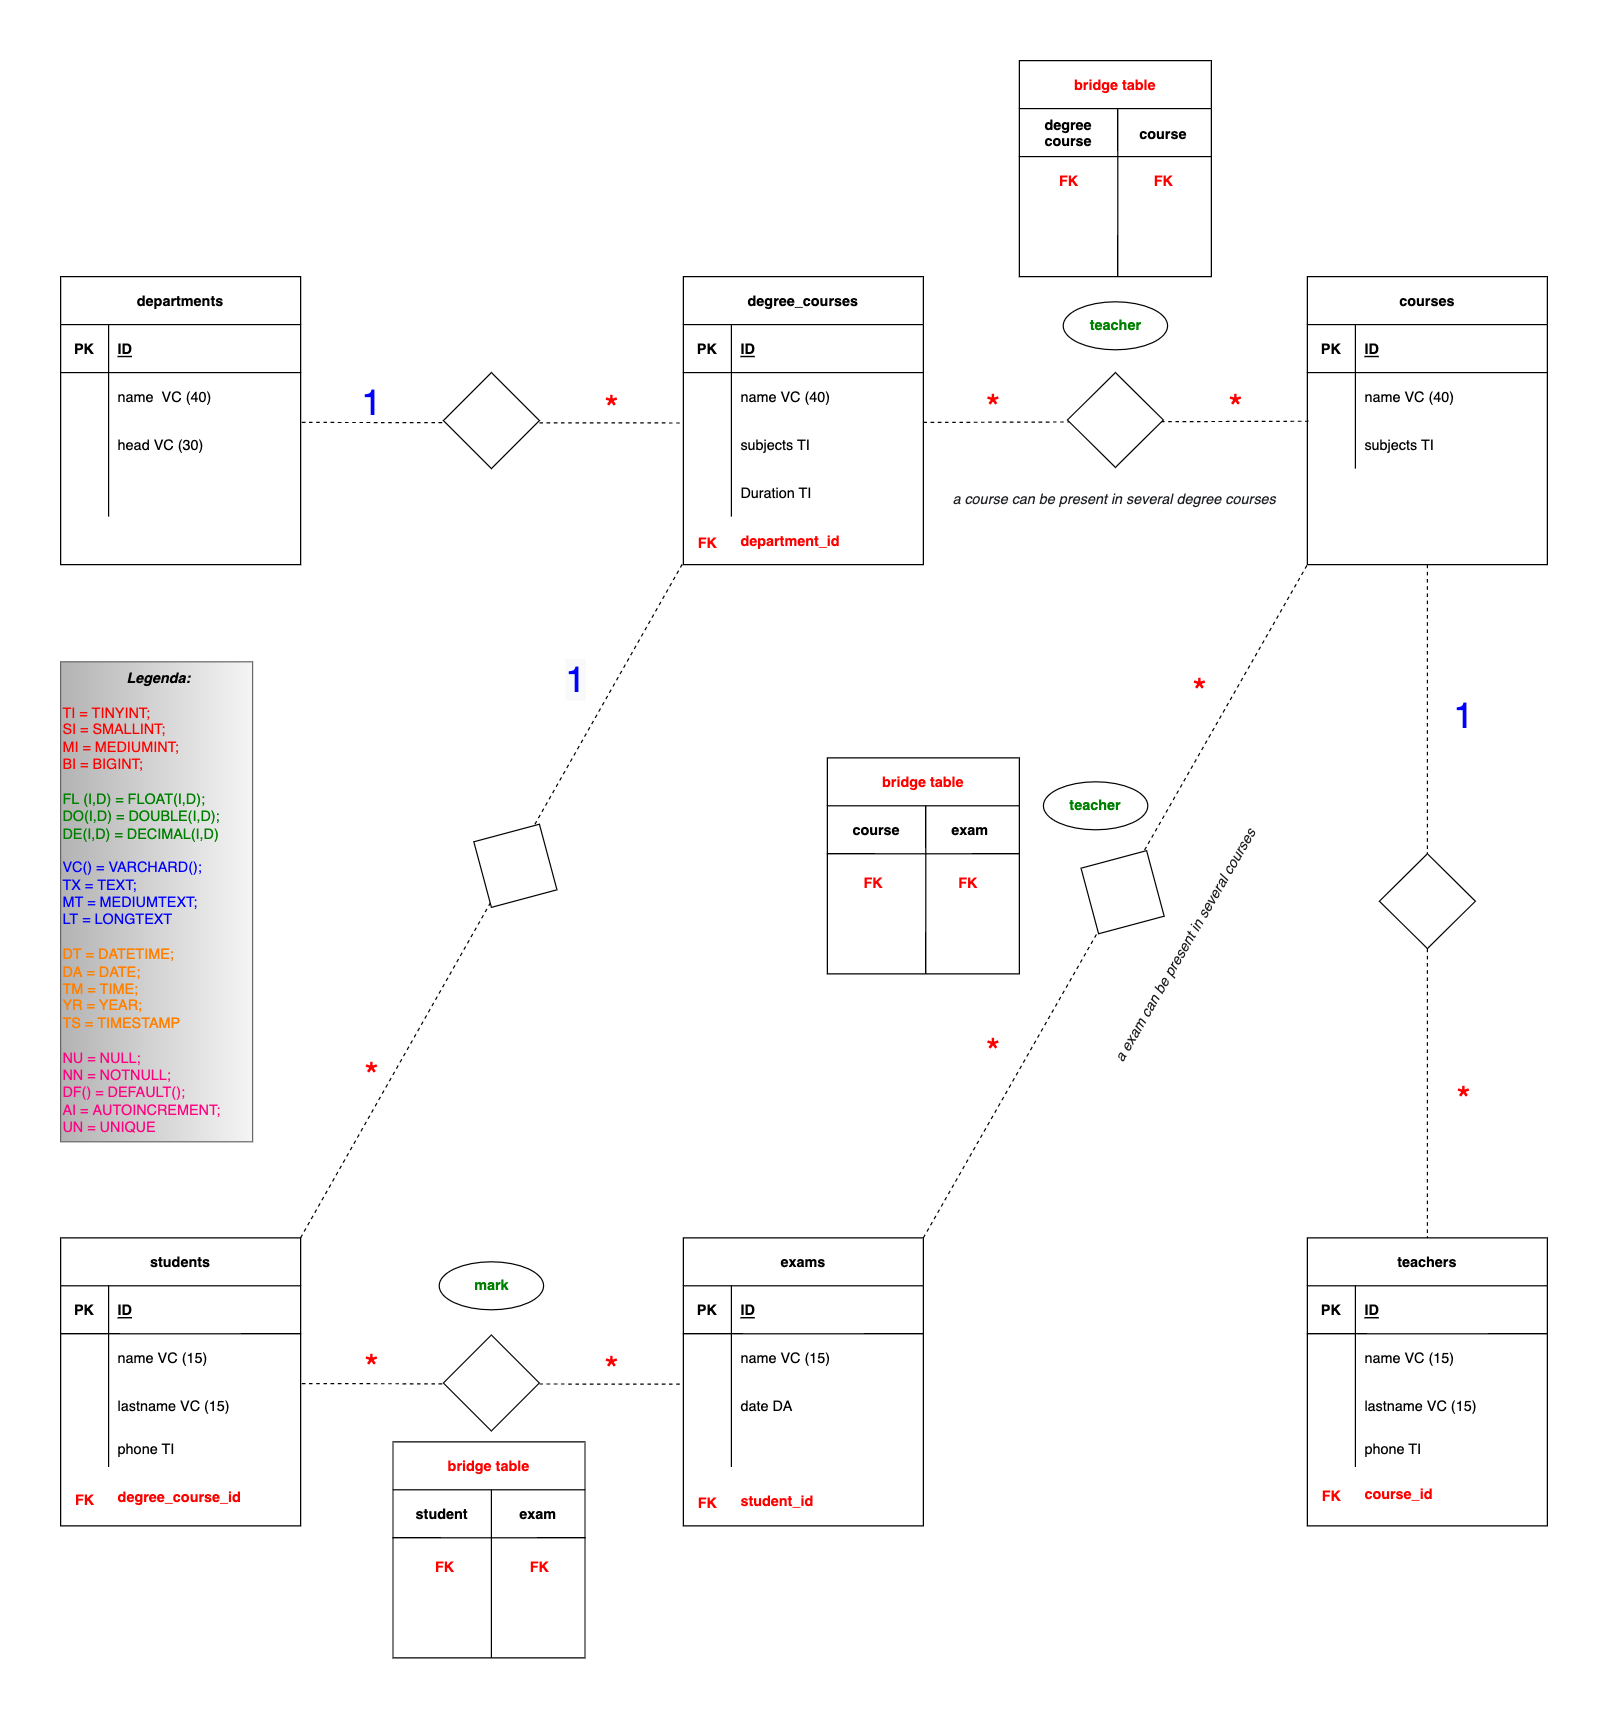 bridge table
degree
course
course
FK
FK
departments
PK
ID
name  VC (40)
head VC (30)
1
*
degree_courses
PK
ID
name VC (40)
subjects TI
Duration TI
FK
department_id
teacher
*
*
a course can be present in several degree courses
courses
PK
ID
name VC (40)
subjects TI
Legenda:
TI = TINYINT;
SI = SMALLINT;
MI = MEDIUMINT;
BI = BIGINT;
FL (I,D) = FLOAT(I,D);
DO(I,D) = DOUBLE(I,D);
DE(I,D) = DECIMAL(I,D)
VC() = VARCHARD();
TX = TEXT;
MT = MEDIUMTEXT;
LT = LONGTEXT
DT = DATETIME;
DA = DATE;
TM = TIME;
YR = YEAR;
TS = TIMESTAMP
NU = NULL;
NN = NOTNULL;
DF() = DEFAULT();
AI = AUTOINCREMENT;
UN = UNIQUE
1
*
*
bridge table
course
exam
FK
FK
teacher
a exam can be present in several courses
*
1
*
students
PK
ID
name VC (15)
lastname VC (15)
phone TI
FK
degree_course_id
mark
*
*
bridge table
student
exam
FK
FK
exams
PK
ID
name VC (15)
date DA
FK
student_id
teachers
PK
ID
name VC (15)
lastname VC (15)
phone TI
FK
course_id